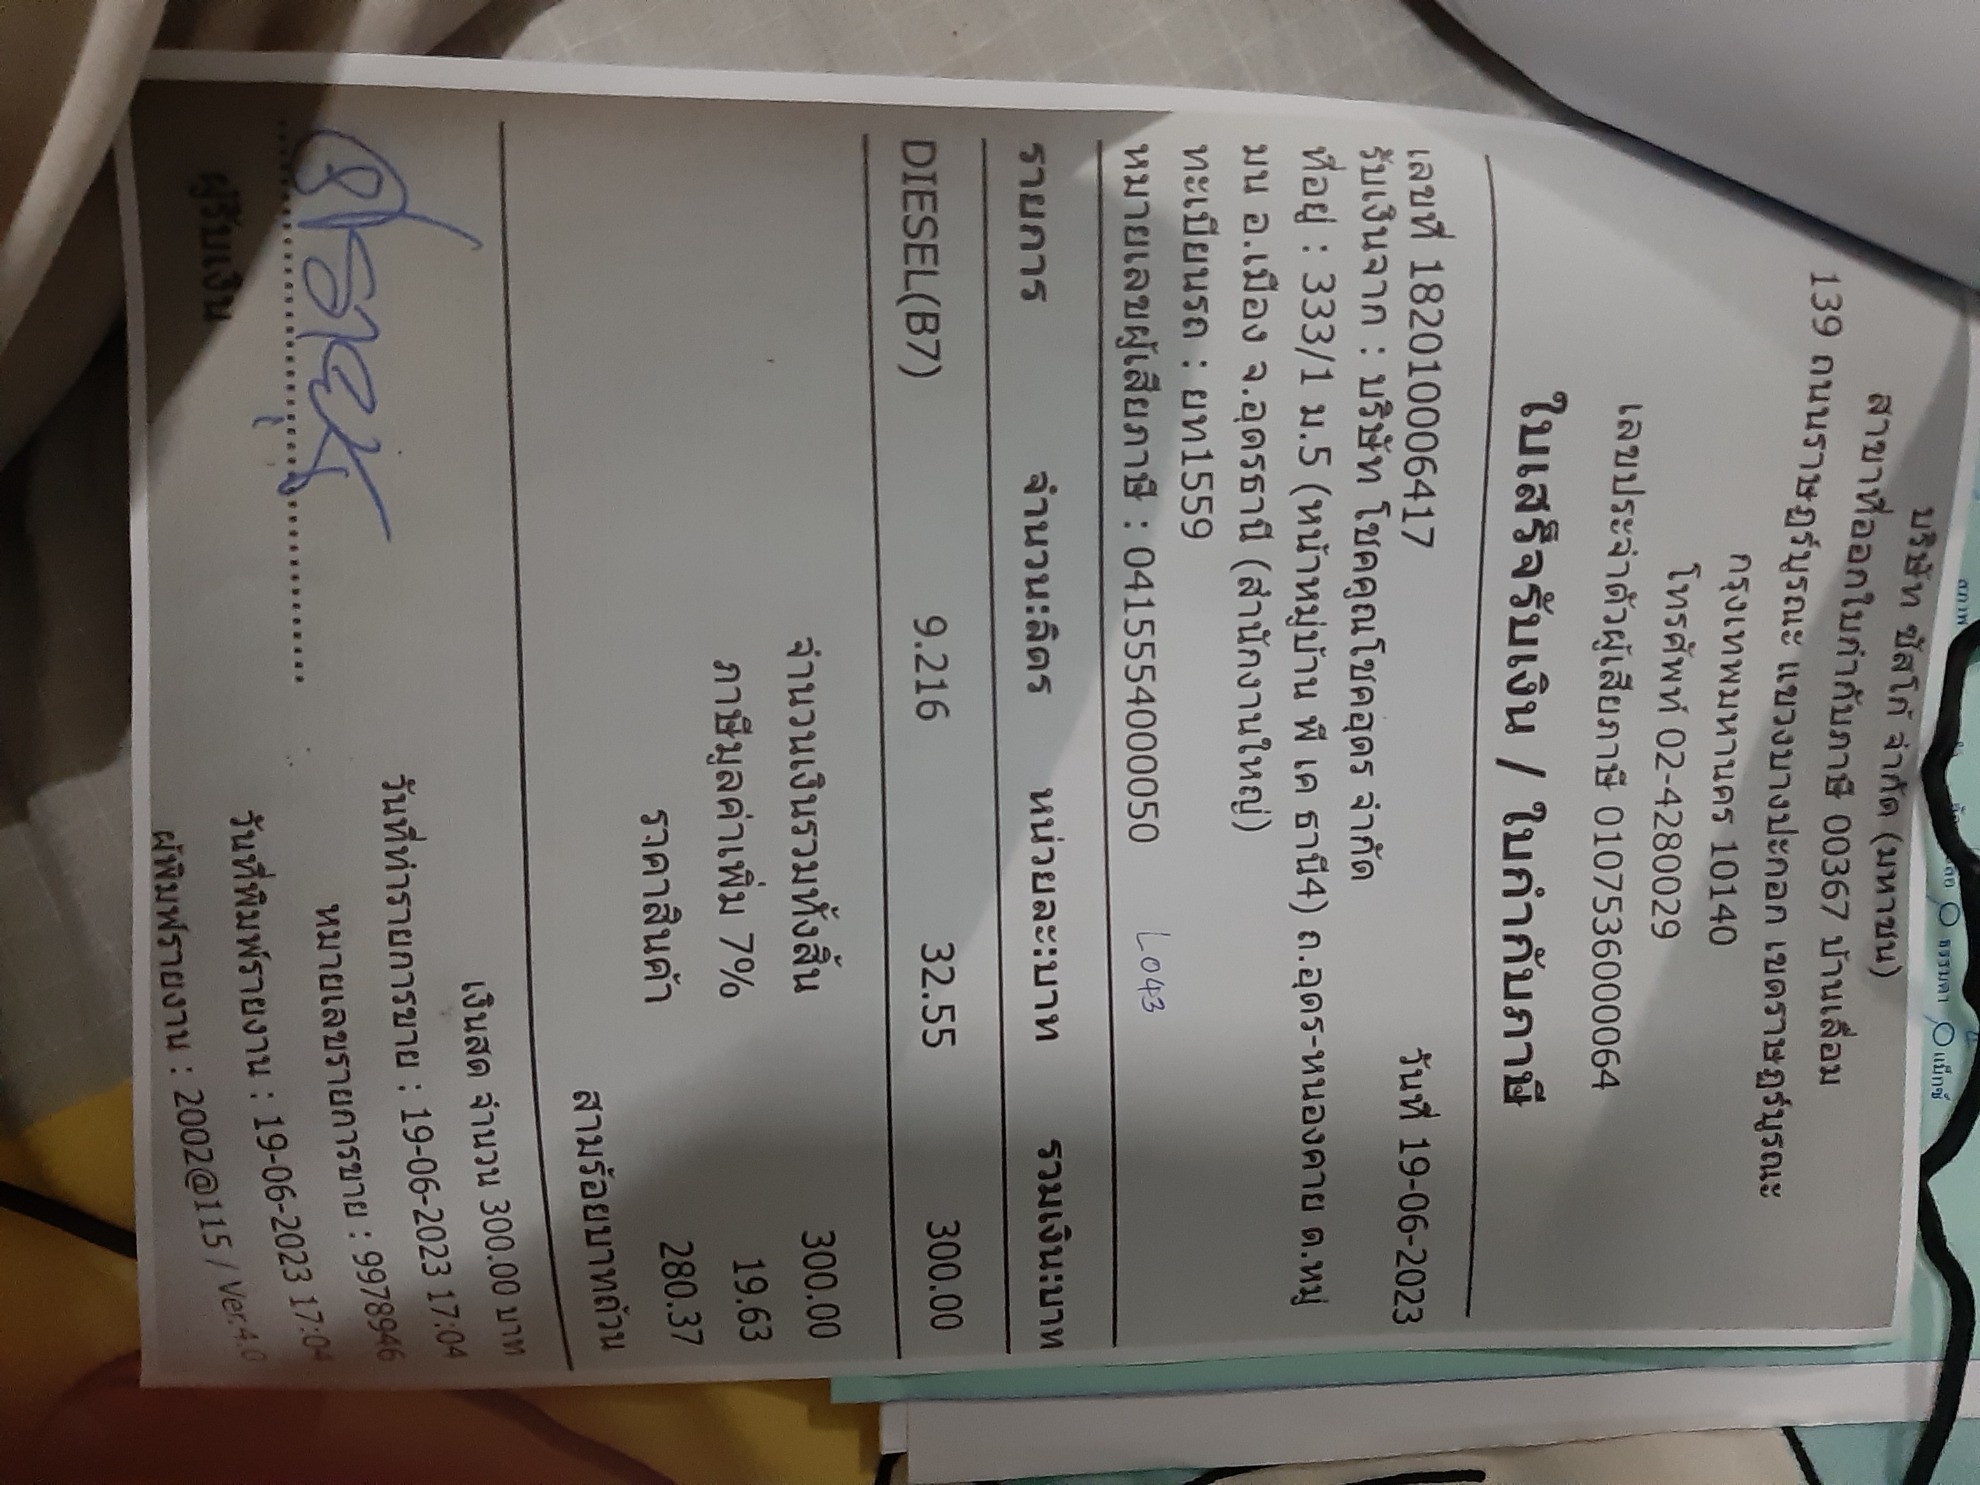 บริษัท ซัสโก้ จำกัด (มหาชน)
สาขาที่ออกใบกำกับภาษี 00367 บ้านเลื่อม
139 ถนนราษฎร์บูรณะ แขวงบางปะกอก เขตราษฎร์บูรณะ
กรุงเทพมหานคร 10140
โทรศัพท์ 02-4280029
เลขประจำตัวผู้เสียภาษี 0107536000064
ใบเสร็จรับเงิน / ใบกำกับภาษี
เลขที่ 182010006417 วันที่ 19-06-2023
รับเงินจาก : บริษัท โชคคูณโชคอุดร จำกัด
ที่อยู่ : 333/1 ม.5 (หน้าหมู่บ้าน พี เค ธานี4) ถ.อุดร-หนองคาย ต.หมู
มน อ.เมือง จ.อุดรธานี (สำนักงานใหญ่)
ทะเบียนรถ : ยท1559
หมายเลขผู้เสียภาษี : 0415554000050 L043
รายการ จำนวน:ลิตร หน่วยละ:บาท รวมเงิน:บาท
DIESEL(B7) 9.216 32.55 300.00
จำนวนเงินรวมทั้งสิ้น 300.00
ภาษีมูลค่าเพิ่ม 7% 19.63
ราคาสินค้า 280.37
สามร้อยบาทถ้วน
เงินสด จำนวน 300.00 บาท
วันที่ทำรายการขาย : 19-06-2023 17:04
หมายเลขรายการขาย : 9978946
วันที่พิมพ์รายงาน : 19-06-2023 17:04
ผู้พิมพ์รายงาน : 2002@115 / Ver.4.0
ผู้รับเงิน
ธรรมดา
แม็กซ์